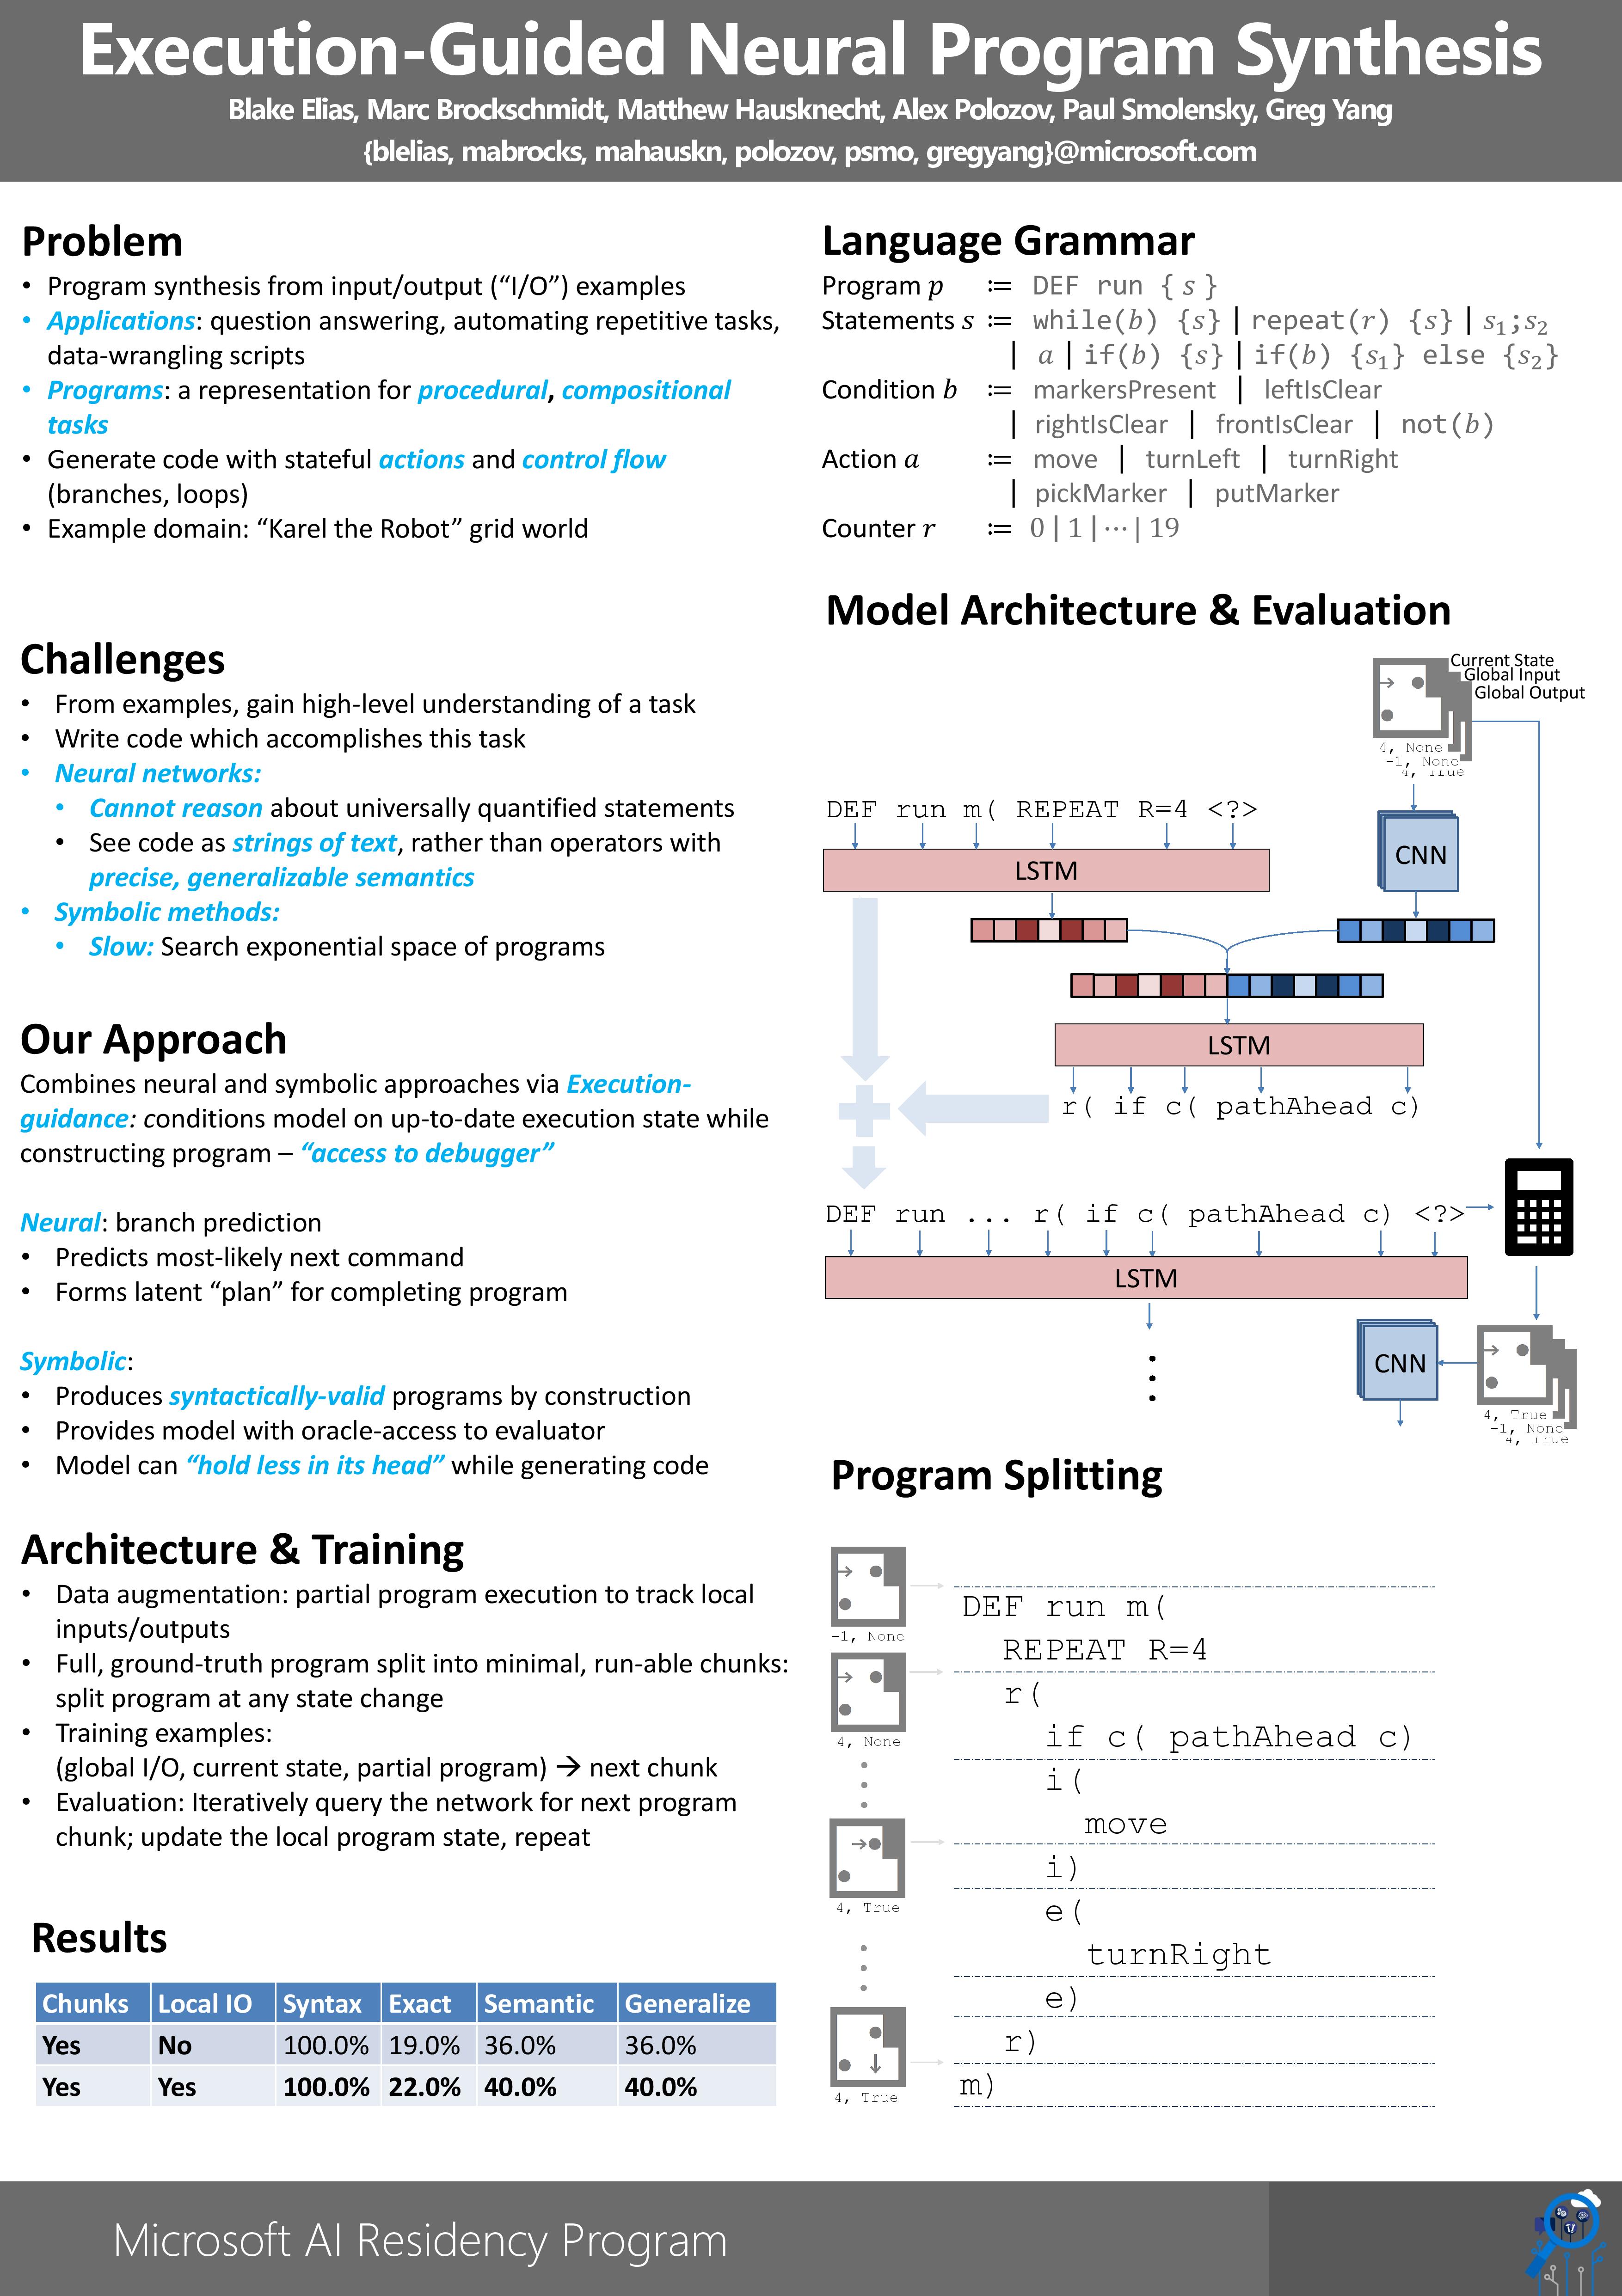 Execution-Guided Neural Program Synthesis
Blake Elias, Marc Brockschmidt, Matthew Hausknecht, Alex Polozov, Paul Smolensky, Greg Yang
{blelias, mabrocks, mahauskn, polozov, psmo, gregyang}@microsoft.com
Problem
• Program synthesis from input/output (“I/O”) examples
• Applications: question answering, automating repetitive tasks,
data-wrangling scripts
• Programs: a representation for procedural, compositional
tasks
• Generate code with stateful actions and control flow
(branches, loops)
• Example domain: “Karel the Robot” grid world
Challenges
• From examples, gain high-level understanding of a task
• Write code which accomplishes this task
• Neural networks:
• Cannot reason about universally quantified statements
• See code as strings of text, rather than operators with
precise, generalizable semantics
• Symbolic methods:
• Slow: Search exponential space of programs
Our Approach
Combines neural and symbolic approaches via Execution-
guidance: conditions model on up-to-date execution state while
constructing program – “access to debugger”
Neural: branch prediction
• Predicts most-likely next command
• Forms latent “plan” for completing program
Symbolic:
• Produces syntactically-valid programs by construction
• Provides model with oracle-access to evaluator
• Model can “hold less in its head” while generating code
Architecture & Training
• Data augmentation: partial program execution to track local
inputs/outputs
• Full, ground-truth program split into minimal, run-able chunks:
split program at any state change
• Training examples:
(global I/O, current state, partial program) → next chunk
• Evaluation: Iteratively query the network for next program
chunk; update the local program state, repeat
Results
Chunks Local IO Syntax Exact Semantic Generalize
Yes No 100.0% 19.0% 36.0% 36.0%
Yes Yes 100.0% 22.0% 40.0% 40.0%
Language Grammar
Program p := DEF run { s }
Statements s := while(b) {s} | repeat(r) {s} | s₁;s₂
| a | if(b) {s} | if(b) {s₁} else {s₂}
Condition b := markersPresent | leftIsClear
| rightIsClear | frontIsClear | not(b)
Action a := move | turnLeft | turnRight
| pickMarker | putMarker
Counter r := 0 | 1 | ⋯ | 19
Model Architecture & Evaluation
Current State
Global Input
Global Output
4, None
-1, None
4, True
DEF run m( REPEAT R=4 <?>
LSTM
CNN
LSTM
r( if c( pathAhead c)
DEF run ... r( if c( pathAhead c) <?>
LSTM
CNN
4, True
-1, None
4, True
Program Splitting
-1, None
4, None
4, True
4, True
DEF run m(
REPEAT R=4
r(
if c( pathAhead c)
i(
move
i)
e(
turnRight
e)
r)
m)
Microsoft AI Residency Program